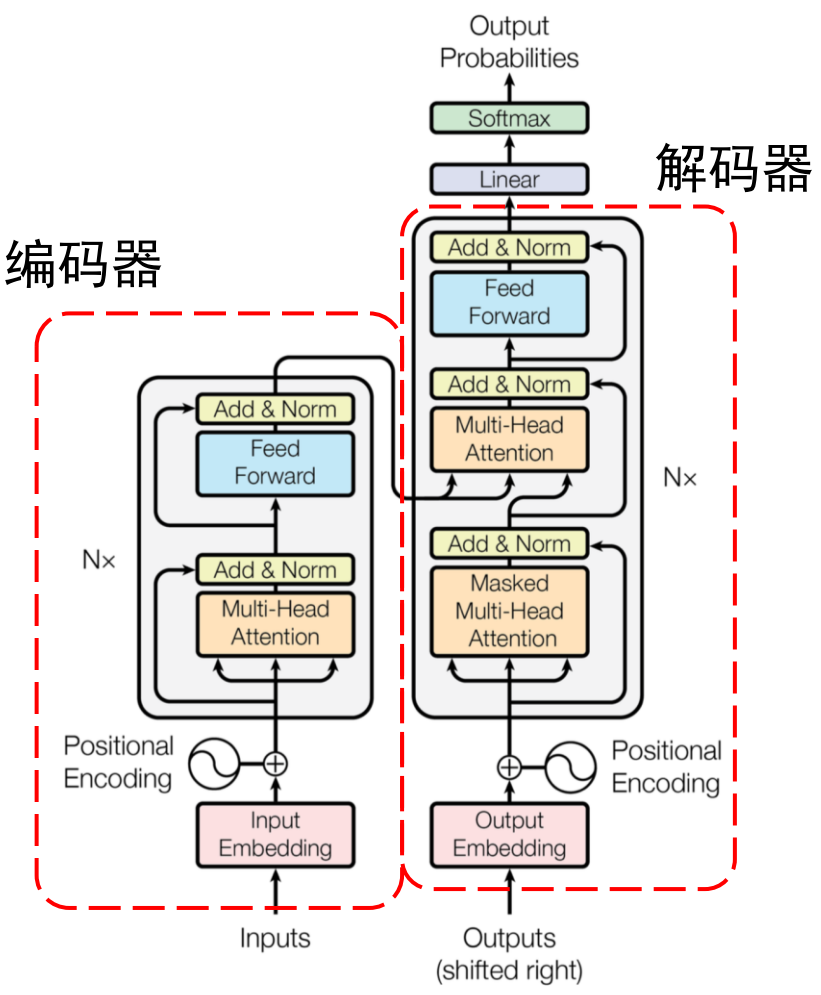 Output
Probabilities
Softmax
Linear
解码器
Add & Norm
Feed
Forward
Add & Norm
Multi-Head
Attention
N×
Add & Norm
Masked
Multi-Head
Attention
Positional
Encoding
Output
Embedding
Outputs
(shifted right)
编码器
Add & Norm
Feed
Forward
N×
Add & Norm
Multi-Head
Attention
Positional
Encoding
Input
Embedding
Inputs